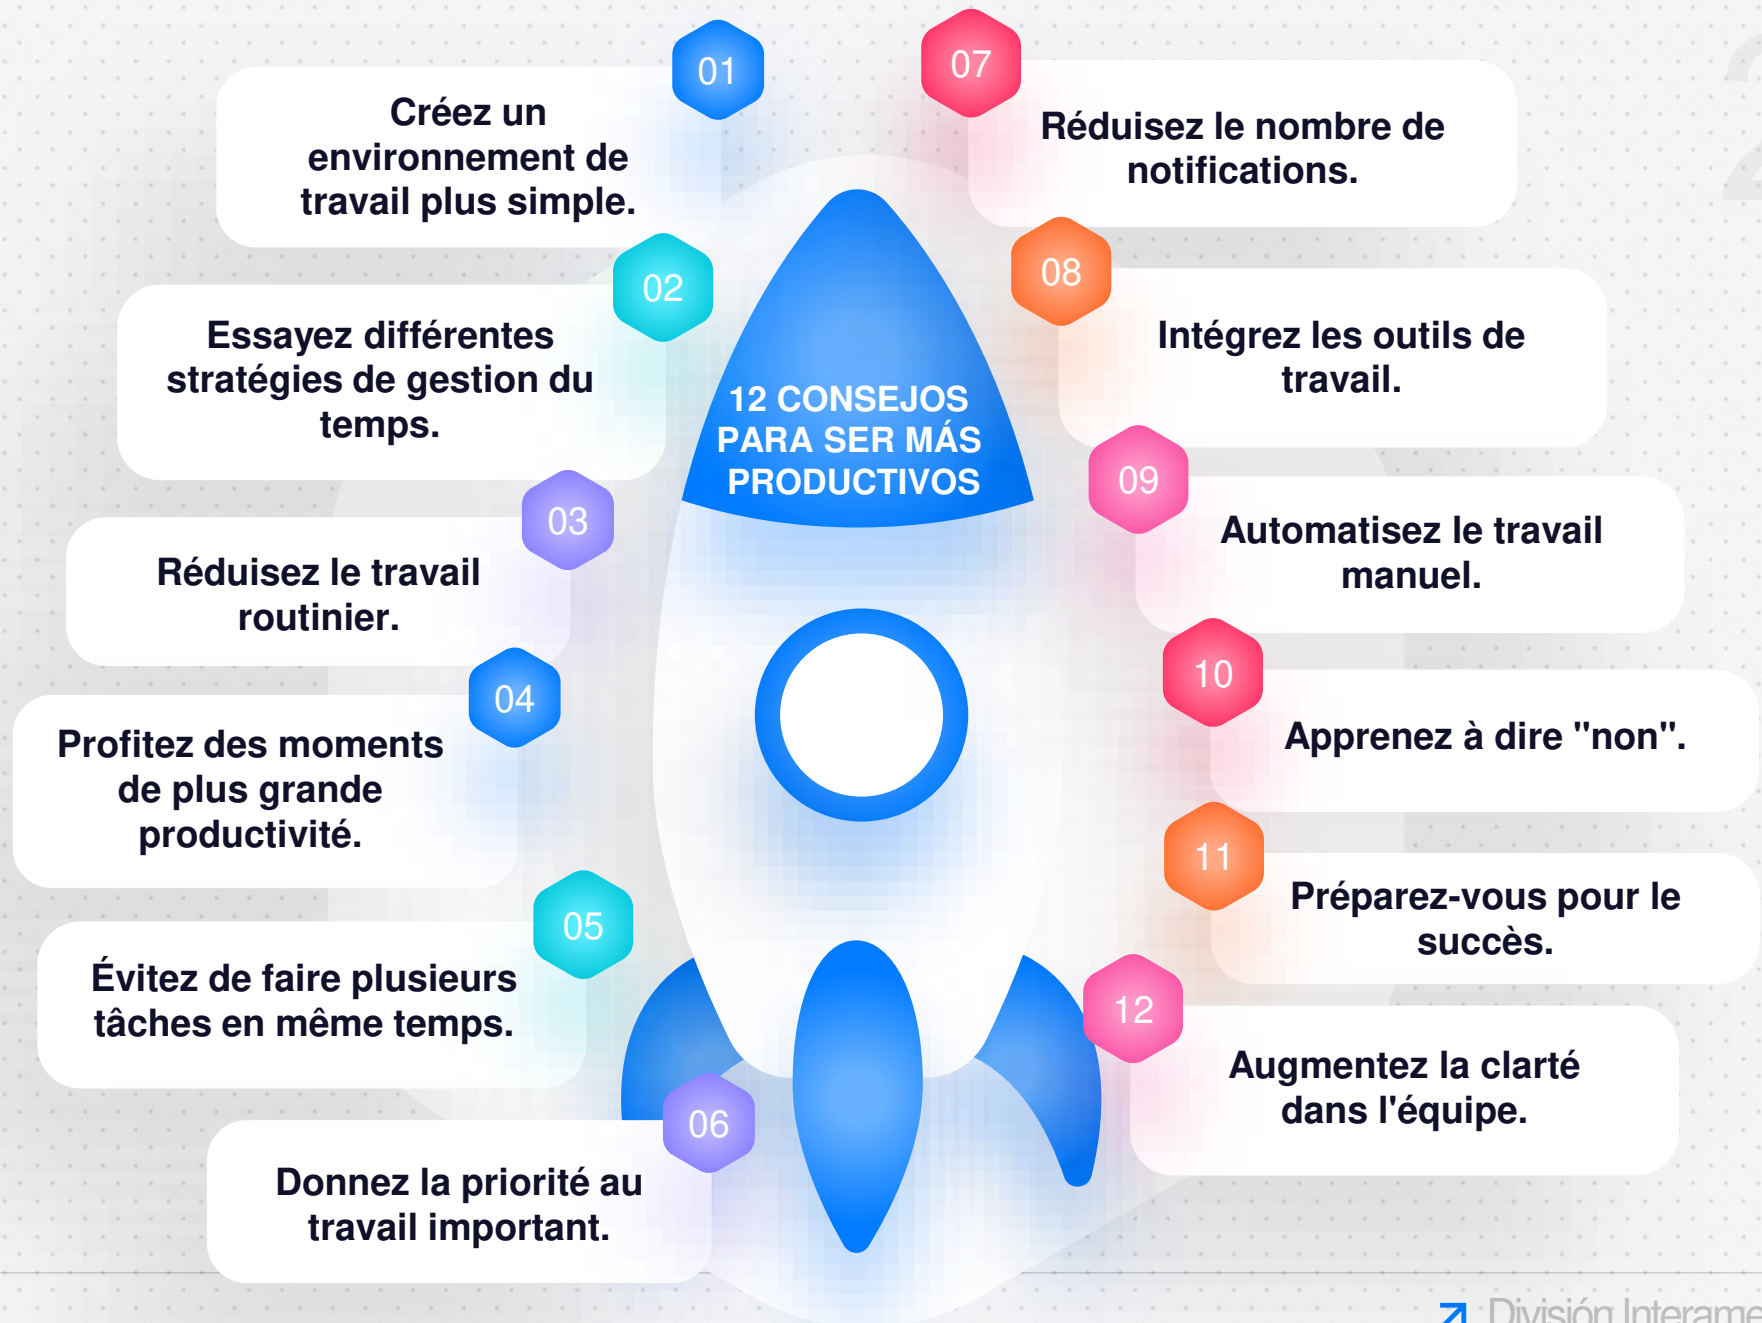 01
Créez un
environnement de
travail plus simple.
02
Essayez différentes
stratégies de gestion du
temps.
03
Réduisez le travail
routinier.
04
Profitez des moments
de plus grande
productivité.
05
Évitez de faire plusieurs
tâches en même temps.
06
Donnez la priorité au
travail important.
12 CONSEJOS
PARA SER MÁS
PRODUCTIVOS
07
Réduisez le nombre de
notifications.
08
Intégrez les outils de
travail.
09
Automatisez le travail
manuel.
10
Apprenez à dire "non".
11
Préparez-vous pour le
succès.
12
Augmentez la clarté
dans l'équipe.
División